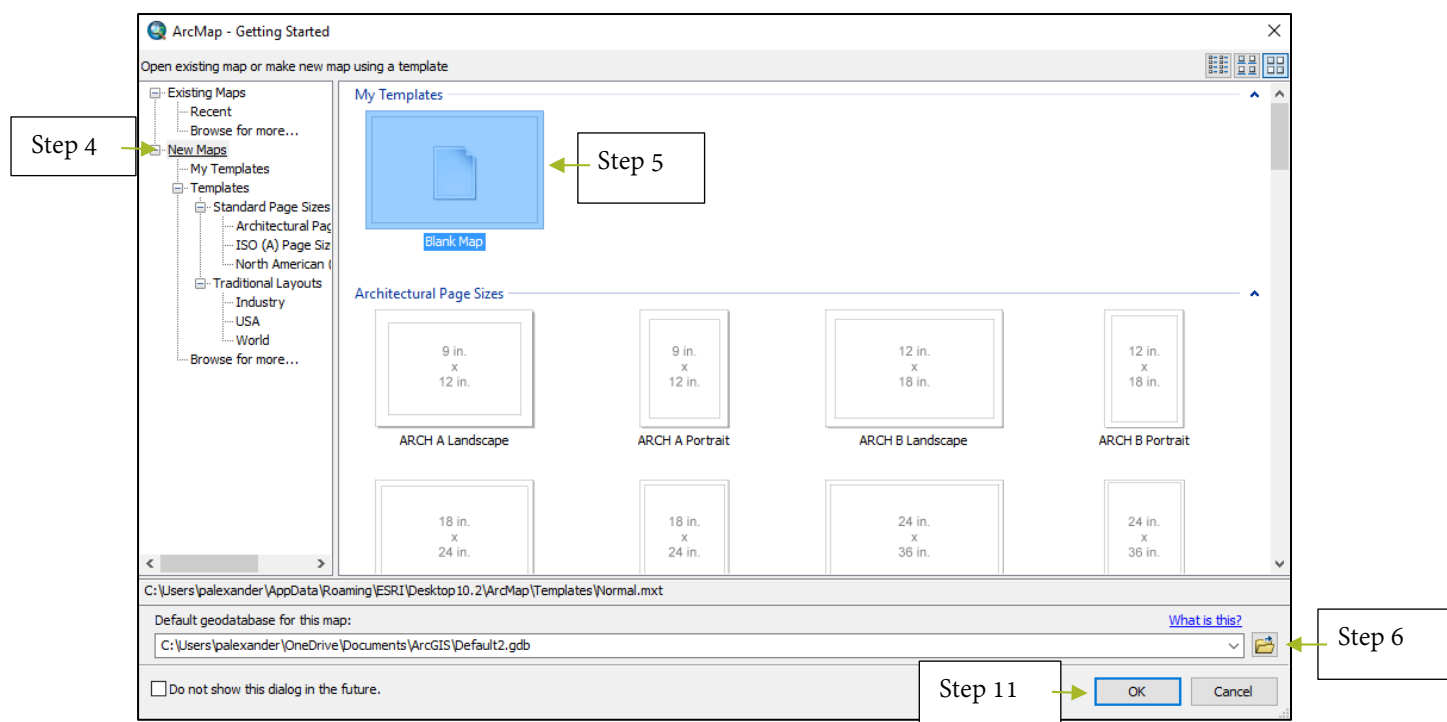 ArcMap - Getting Started
Open existing map or make new map using a template
Existing Maps
Recent
Browse for more...
Step 4
New Maps
My Templates
Templates
Standard Page Sizes
Architectural Pag
ISO (A) Page Siz
North American (
Traditional Layouts
Industry
USA
World
Browse for more...
My Templates
Step 5
Blank Map
Architectural Page Sizes
9 in.
x
12 in.
ARCH A Landscape
9 in.
x
12 in.
ARCH A Portrait
12 in.
x
18 in.
ARCH B Landscape
12 in.
x
18 in.
ARCH B Portrait
18 in.
x
24 in.
18 in.
x
24 in.
24 in.
x
36 in.
24 in.
x
36 in.
C:\Users\palexander\AppData\Roaming\ESRI\Desktop10.2\ArcMap\Templates\Normal.mxt
Default geodatabase for this map:
What is this?
C:\Users\palexander\OneDrive\Documents\ArcGIS\Default2.gdb
Step 6
Do not show this dialog in the future.
Step 11
OK
Cancel